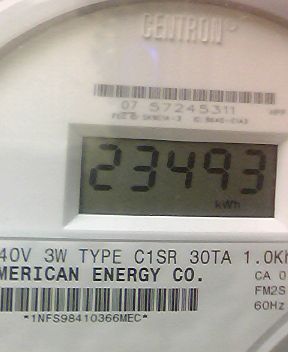 CENTRON®
07 57245311
23493
kWh
40V 3W TYPE C1SR 30TA 1.0Kh
MERICAN ENERGY CO.
CA 0
FM2S
60Hz
*1NFS98410366MEC*